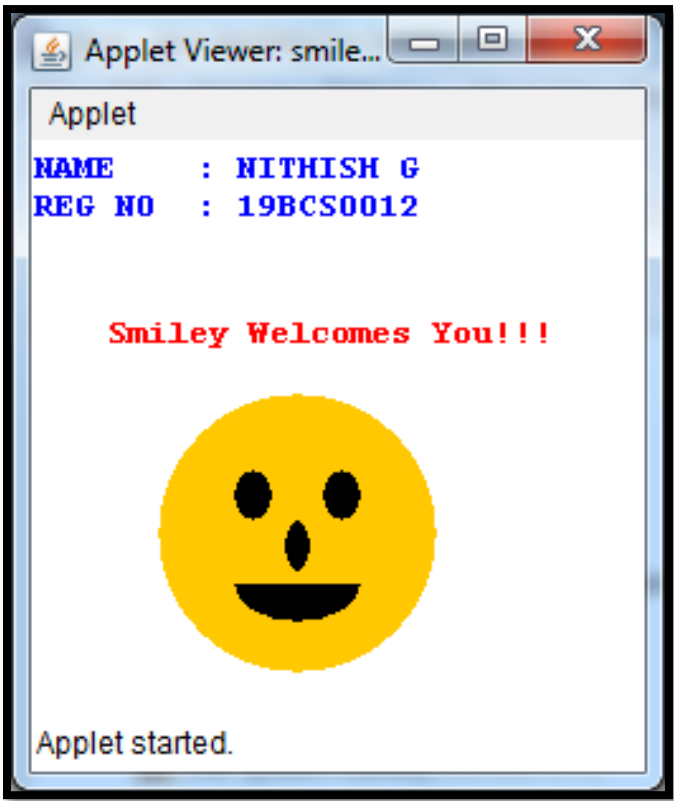 Applet Viewer: smile...
Applet
NAME    : NITHISH G
REG NO  : 19BCS0012
Smiley Welcomes You!!!
Applet started.